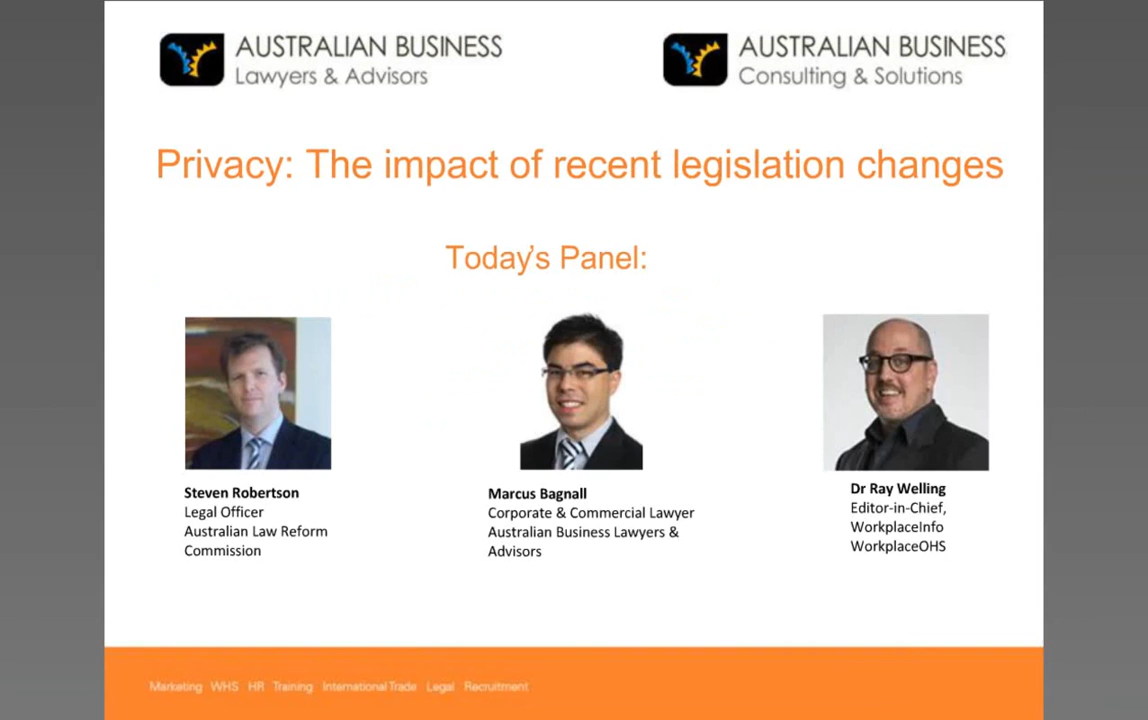 AUSTRALIAN BUSINESS
Lawyers & Advisors
AUSTRALIAN BUSINESS
Consulting & Solutions
Privacy: The impact of recent legislation changes
Today's Panel:
Steven Robertson
Legal Officer
Australian Law Reform
Commission
Marcus Bagnall
Corporate & Commercial Lawyer
Australian Business Lawyers &
Advisors
Dr Ray Welling
Editor-in-Chief,
WorkplaceInfo
WorkplaceOHS
Marketing WHS HR Training International Trade Legal Recruitment